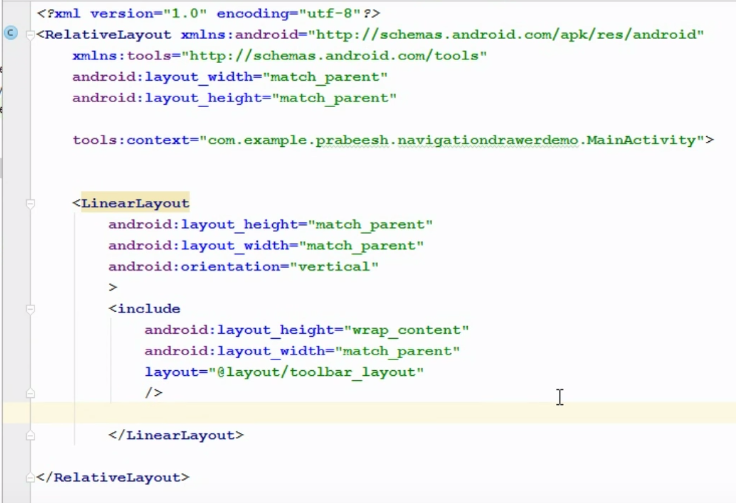 <?xml version="1.0" encoding="utf-8"?>
<RelativeLayout xmlns:android="http://schemas.android.com/apk/res/android"
    xmlns:tools="http://schemas.android.com/tools"
    android:layout_width="match_parent"
    android:layout_height="match_parent"
    tools:context="com.example.prabeesh.navigationdrawerdemo.MainActivity">
    <LinearLayout
        android:layout_height="match_parent"
        android:layout_width="match_parent"
        android:orientation="vertical"
        >
        <include
            android:layout_height="wrap_content"
            android:layout_width="match_parent"
            layout="@layout/toolbar_layout"
            />
        </LinearLayout>
</RelativeLayout>